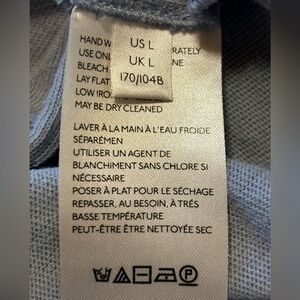 HAND W
USE ONL RATELY
BLEACH NE
LAY FLAT
LOW IRO
MAY BE DRY CLEANED
US L
UK L
170/104B
LAVER À LA MAIN À L'EAU FROIDE
SÉPARÉMEN
UTILISER UN AGENT DE
BLANCHIMENT SANS CHLORE SI
NÉCESSAIRE
POSER À PLAT POUR LE SÉCHAGE
REPASSER, AU BESOIN, À TRÈS
BASSE TEMPÉRATURE
PEUT-ÊTRE ÊTRE NETTOYÉE SEC
P